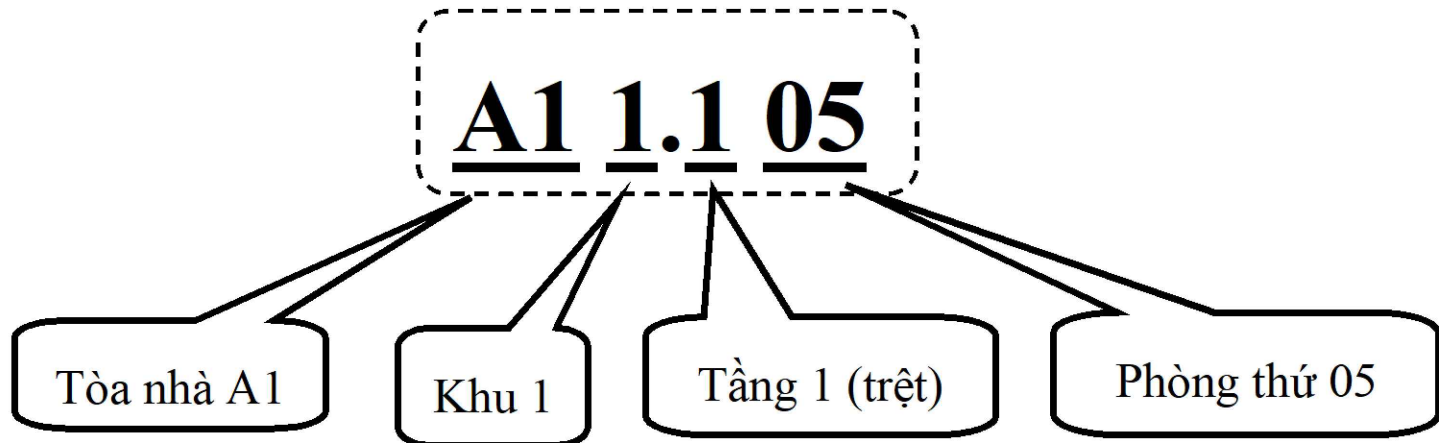 A1 1.1 05
Tòa nhà A1
Khu 1
Tầng 1 (trệt)
Phòng thứ 05